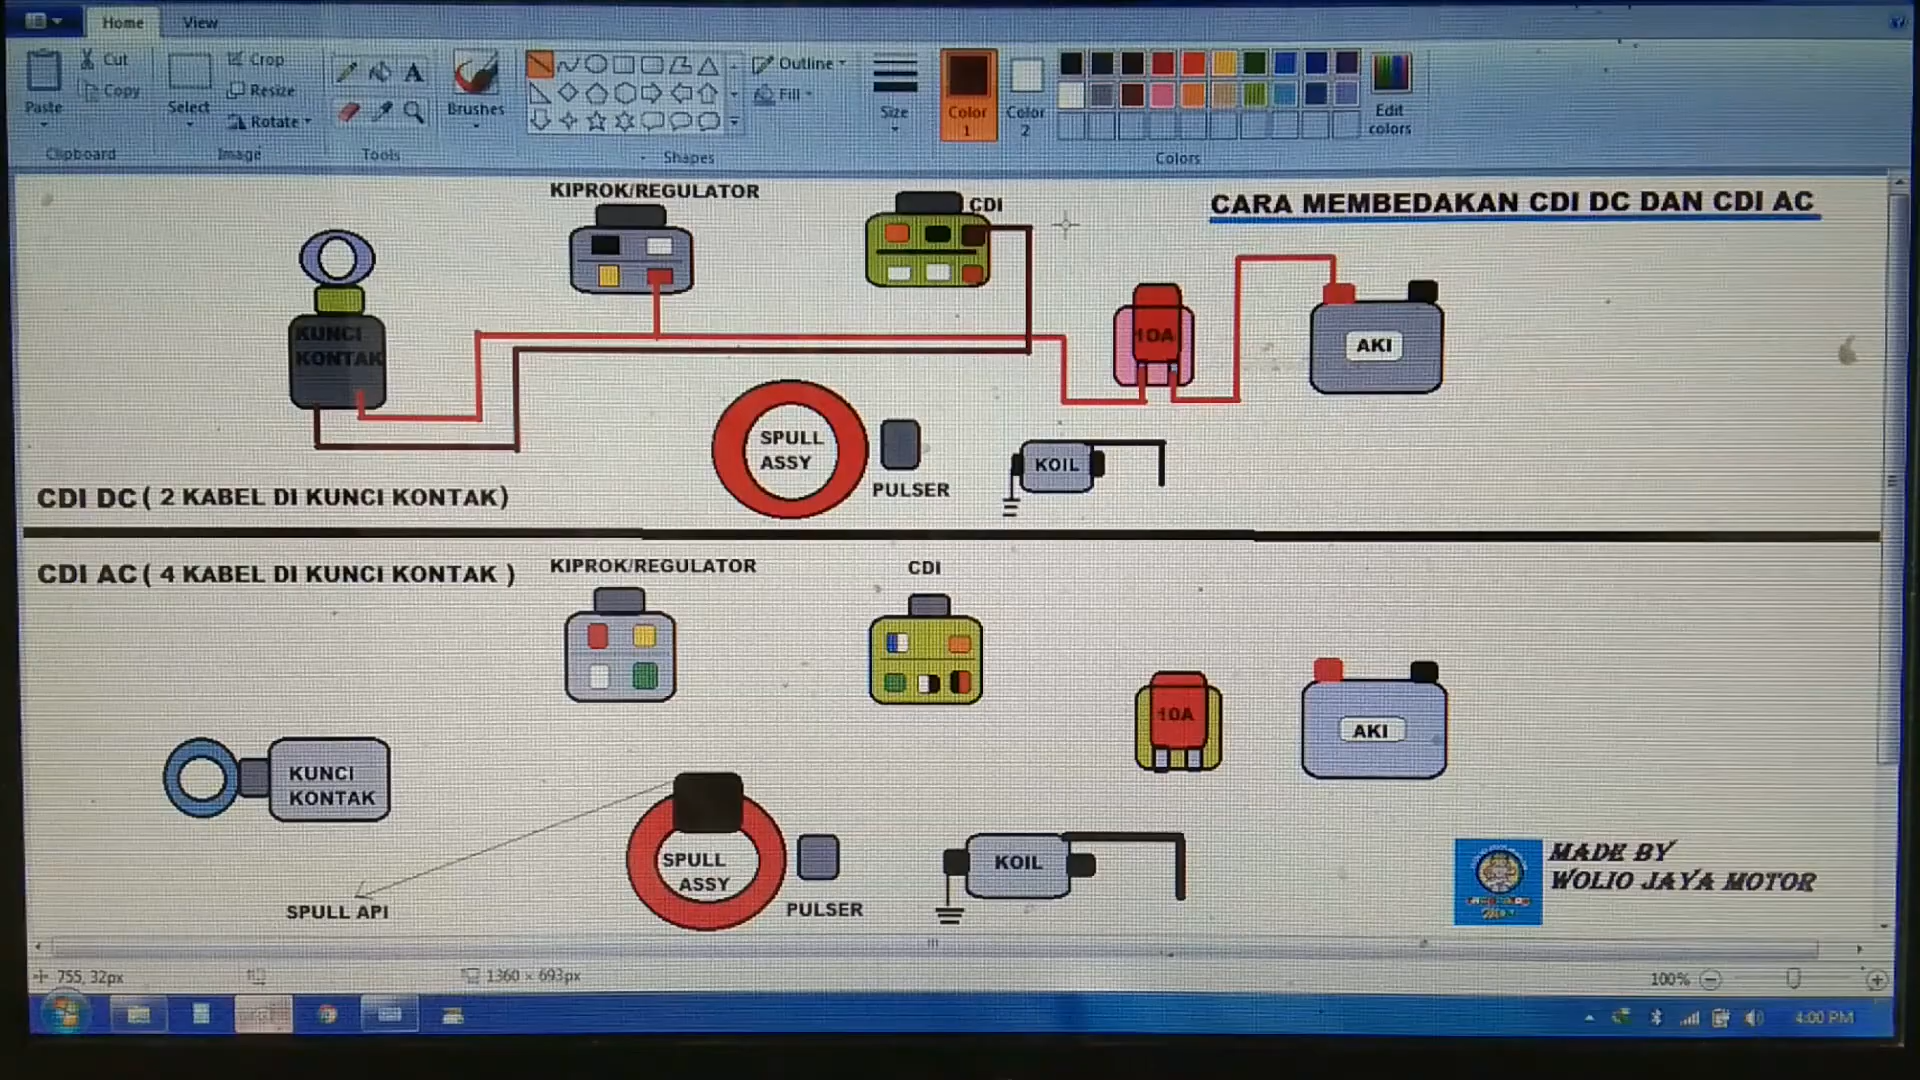 Home View
Paste
Cut
Copy
Clipboard
Select
Crop
Resize
Rotate
Image
Tools
Brushes
Shapes
Outline
Fill
Size
Color
1
Color
2
Colors
Edit
colors
KIPROK/REGULATOR
CDI
CARA MEMBEDAKAN CDI DC DAN CDI AC
KUNCI
KONTAK
10A
AKI
SPULL
ASSY
PULSER
KOIL
CDI DC ( 2 KABEL DI KUNCI KONTAK)
CDI AC ( 4 KABEL DI KUNCI KONTAK )
KIPROK/REGULATOR
CDI
10A
AKI
KUNCI
KONTAK
SPULL
ASSY
PULSER
KOIL
SPULL API
MADE BY
WOLIO JAYA MOTOR
755, 32px
1360 × 693px
100%
4:00 PM